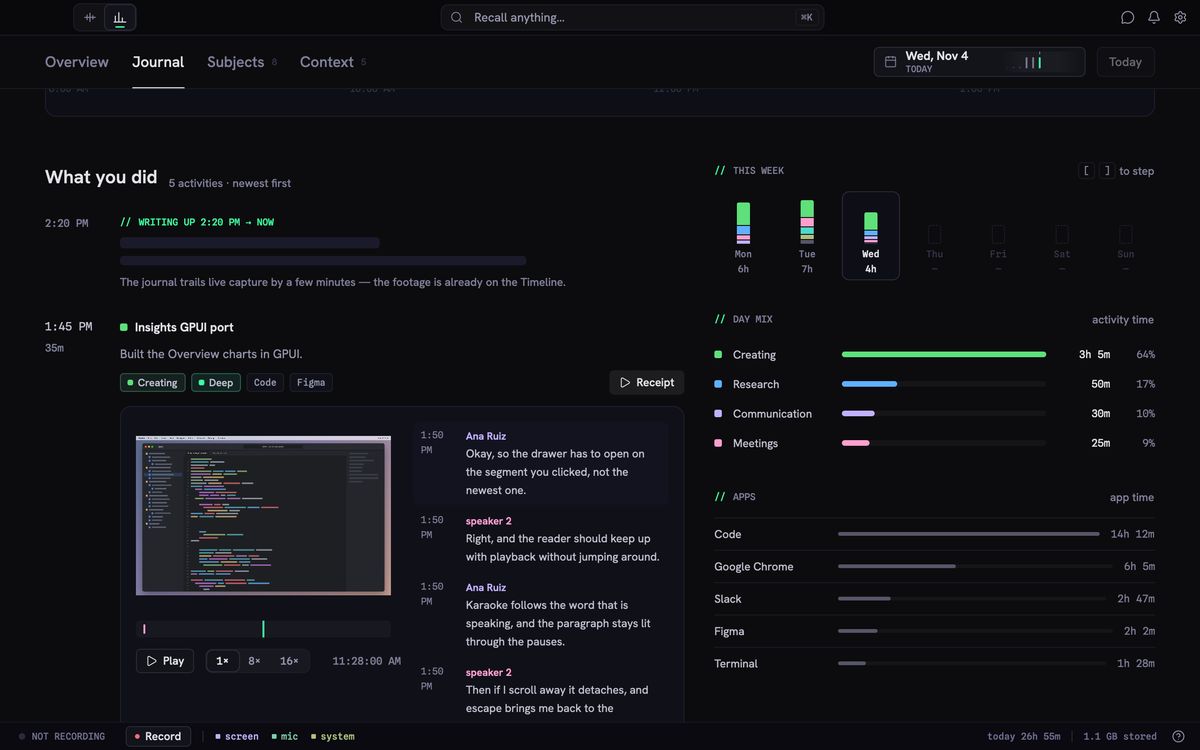 Recall anything...
⌘K
Overview
Journal
Subjects 8
Context 5
Wed, Nov 4
TODAY
Today
What you did
5 activities · newest first
2:20 PM
// WRITING UP 2:20 PM → NOW
The journal trails live capture by a few minutes — the footage is already on the Timeline.
1:45 PM
35m
Insights GPUI port
Built the Overview charts in GPUI.
Creating
Deep
Code
Figma
Receipt
1:50 PM
Ana Ruiz
Okay, so the drawer has to open on
the segment you clicked, not the
newest one.
1:50 PM
speaker 2
Right, and the reader should keep up
with playback without jumping around.
1:50 PM
Ana Ruiz
Karaoke follows the word that is
speaking, and the paragraph stays lit
through the pauses.
1:50 PM
speaker 2
Then if I scroll away it detaches, and
escape brings me back to the
Play
1×
8×
16×
11:28:00 AM
// THIS WEEK
[ ] to step
Mon
6h
Tue
7h
Wed
4h
Thu
—
Fri
—
Sat
—
Sun
—
// DAY MIX
activity time
Creating 3h 5m 64%
Research 50m 17%
Communication 30m 10%
Meetings 25m 9%
// APPS
app time
Code 14h 12m
Google Chrome 6h 5m
Slack 2h 47m
Figma 2h 2m
Terminal 1h 28m
NOT RECORDING
Record
screen
mic
system
today 26h 55m
1.1 GB stored